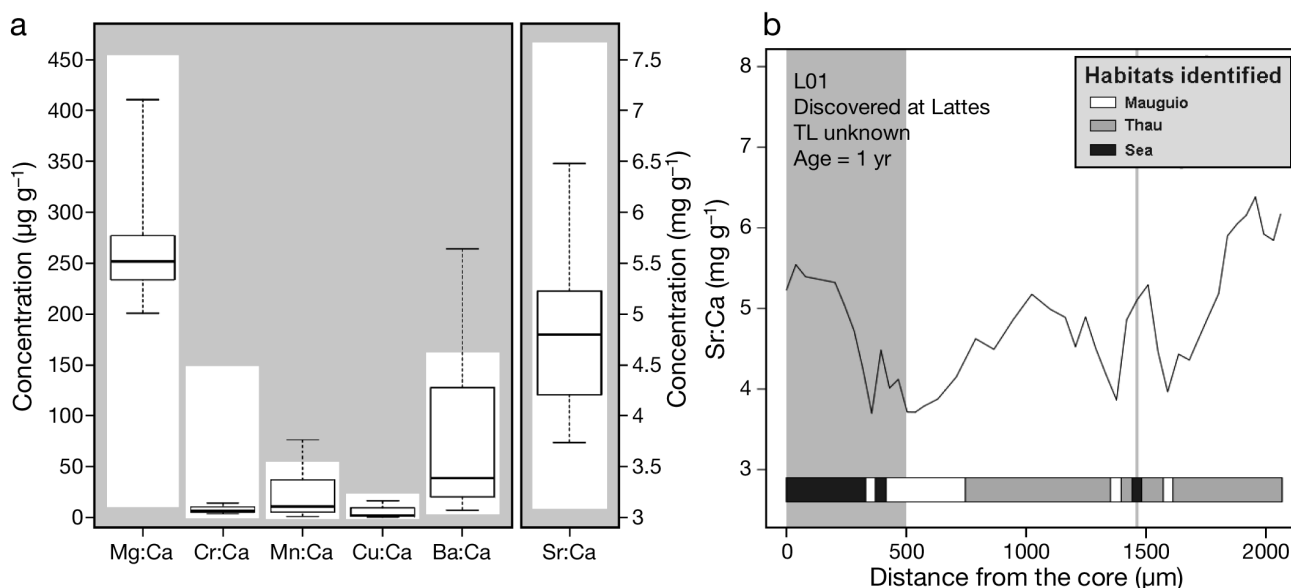 a
Concentration (µg g⁻¹)
450
400
350
300
250
200
150
100
50
0
Mg:Ca Cr:Ca Mn:Ca Cu:Ca Ba:Ca Sr:Ca
7.5
7
6.5
6
5.5
5
4.5
4
3.5
3
Concentration (mg g⁻¹)
b
Sr:Ca (mg g⁻¹)
8
7
6
5
4
3
L01
Discovered at Lattes
TL unknown
Age = 1 yr
Habitats identified
Mauguio
Thau
Sea
0 500 1000 1500 2000
Distance from the core (µm)